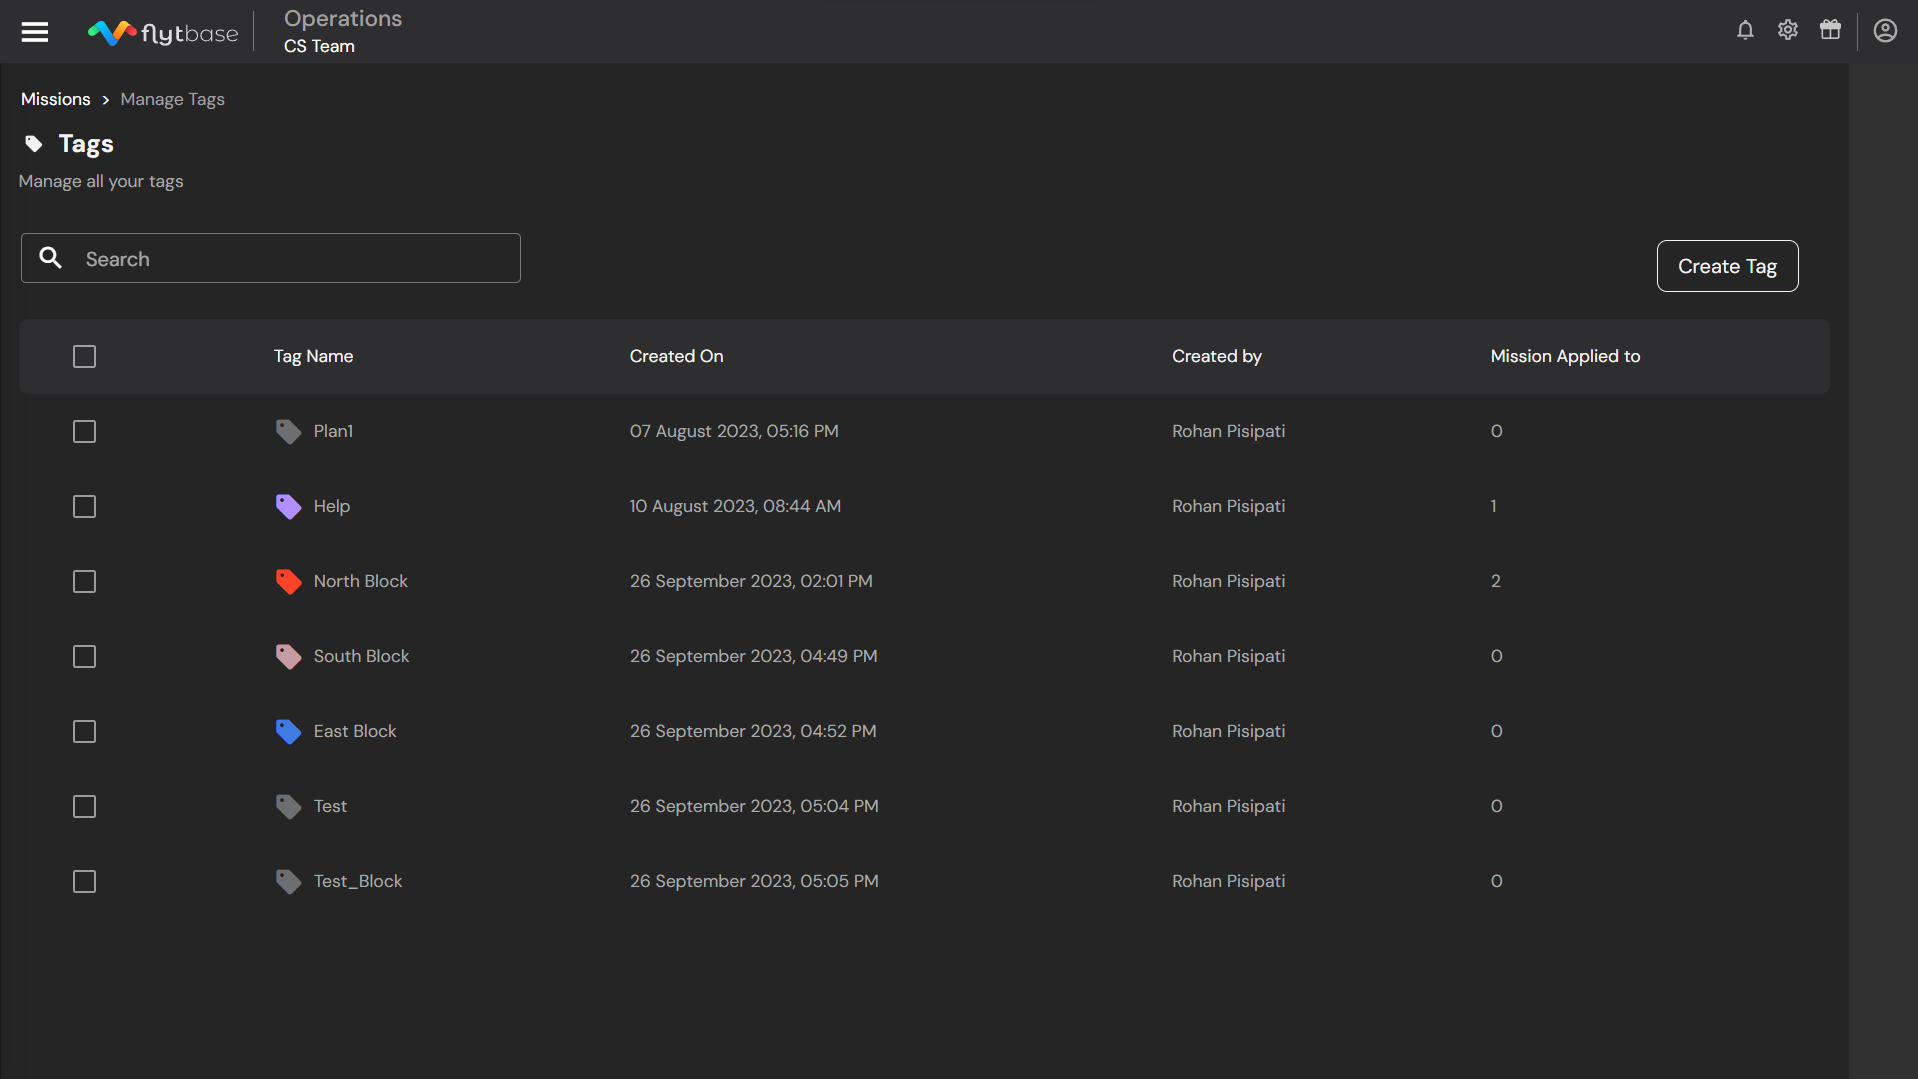 flytbase
Operations
CS Team
Missions > Manage Tags
Tags
Manage all your tags
Search
Create Tag
Tag Name Created On Created by Mission Applied to
Plan1 07 August 2023, 05:16 PM Rohan Pisipati 0
Help 10 August 2023, 08:44 AM Rohan Pisipati 1
North Block 26 September 2023, 02:01 PM Rohan Pisipati 2
South Block 26 September 2023, 04:49 PM Rohan Pisipati 0
East Block 26 September 2023, 04:52 PM Rohan Pisipati 0
Test 26 September 2023, 05:04 PM Rohan Pisipati 0
Test_Block 26 September 2023, 05:05 PM Rohan Pisipati 0